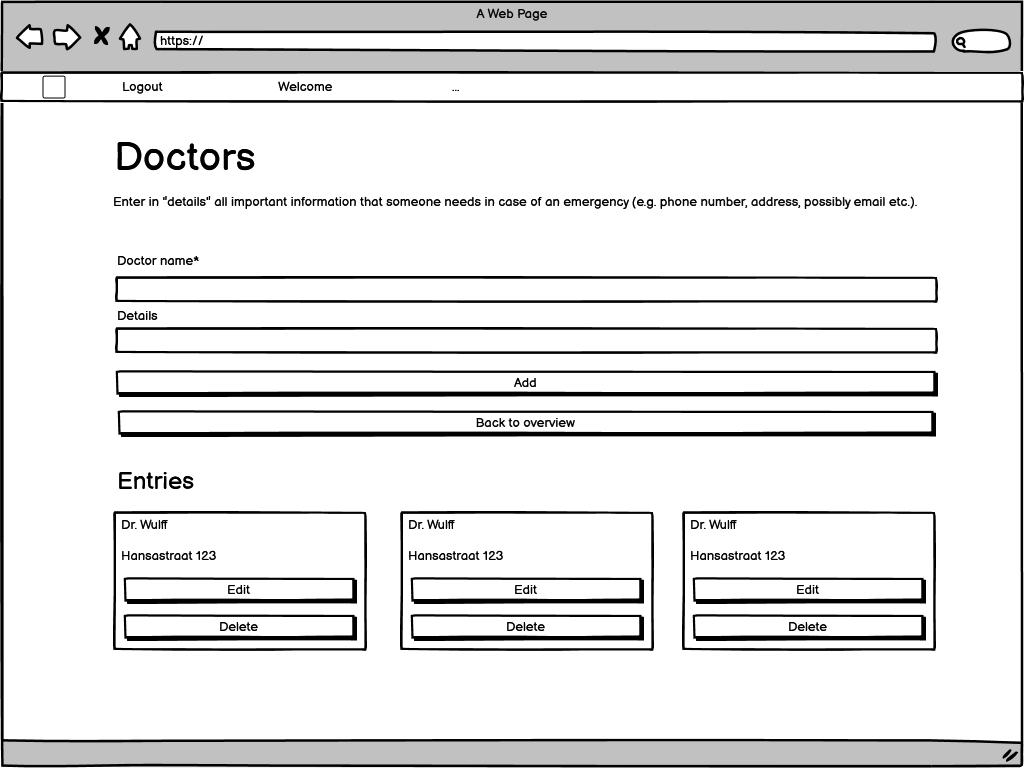 A Web Page
https://
Logout Welcome ...
Doctors
Enter in "details" all important information that someone needs in case of an emergency (e.g. phone number, address, possibly email etc.).
Doctor name*
Details
Add
Back to overview
Entries
Dr. Wulff
Hansastraat 123
Edit
Delete
Dr. Wulff
Hansastraat 123
Edit
Delete
Dr. Wulff
Hansastraat 123
Edit
Delete